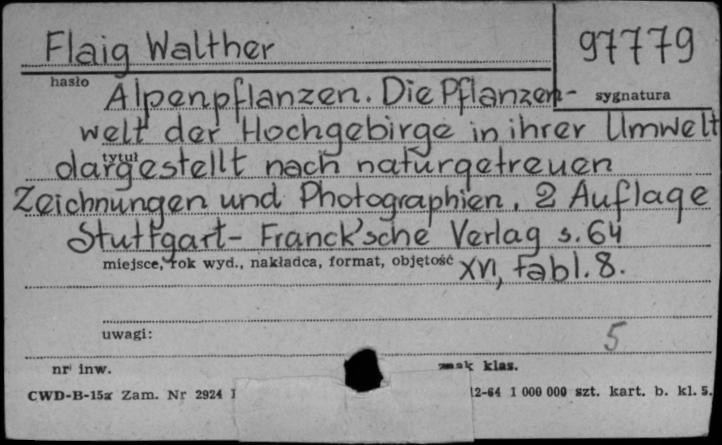 Flaig Walther
97779
hasło
sygnatura
Alpenpflanzen. Die Pflanzen-
welt der Hochgebirge in ihrer Umwelt
tytuł
dargestellt nach naturgetreuen
Zeichnungen und Photographien, 2 Auflage
Stuttgart - Franck'sche Verlag s. 64
miejsce, rok wyd., nakładca, format, objętość
XVI, tabl. 8.
uwagi:
5
nr inw.
znak klas.
CWD-B-15a Zam. Nr 2924
12-64 1 000 000 szt. kart. b. kl. 5.